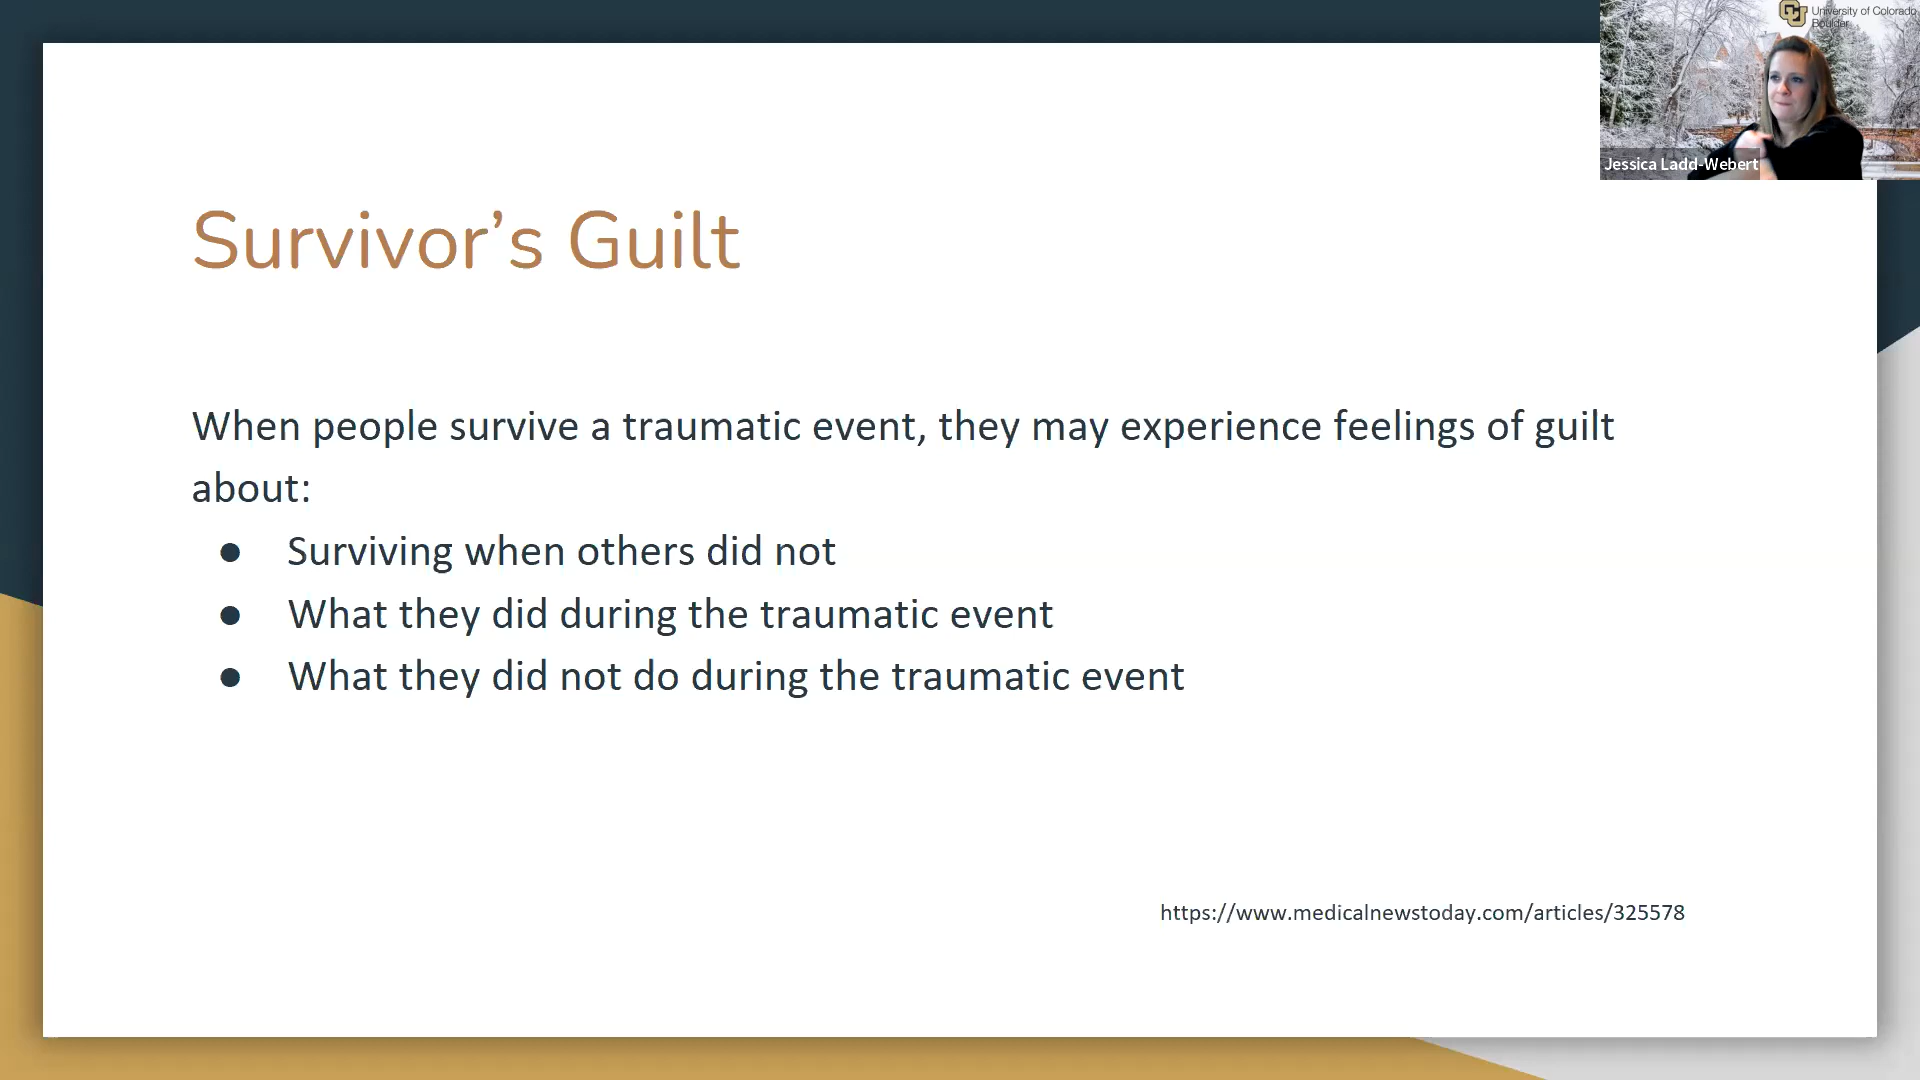 University of Colorado
Boulder
Jessica Ladd-Webert
Survivor’s Guilt
When people survive a traumatic event, they may experience feelings of guilt
about:
● Surviving when others did not
● What they did during the traumatic event
● What they did not do during the traumatic event
https://www.medicalnewstoday.com/articles/325578